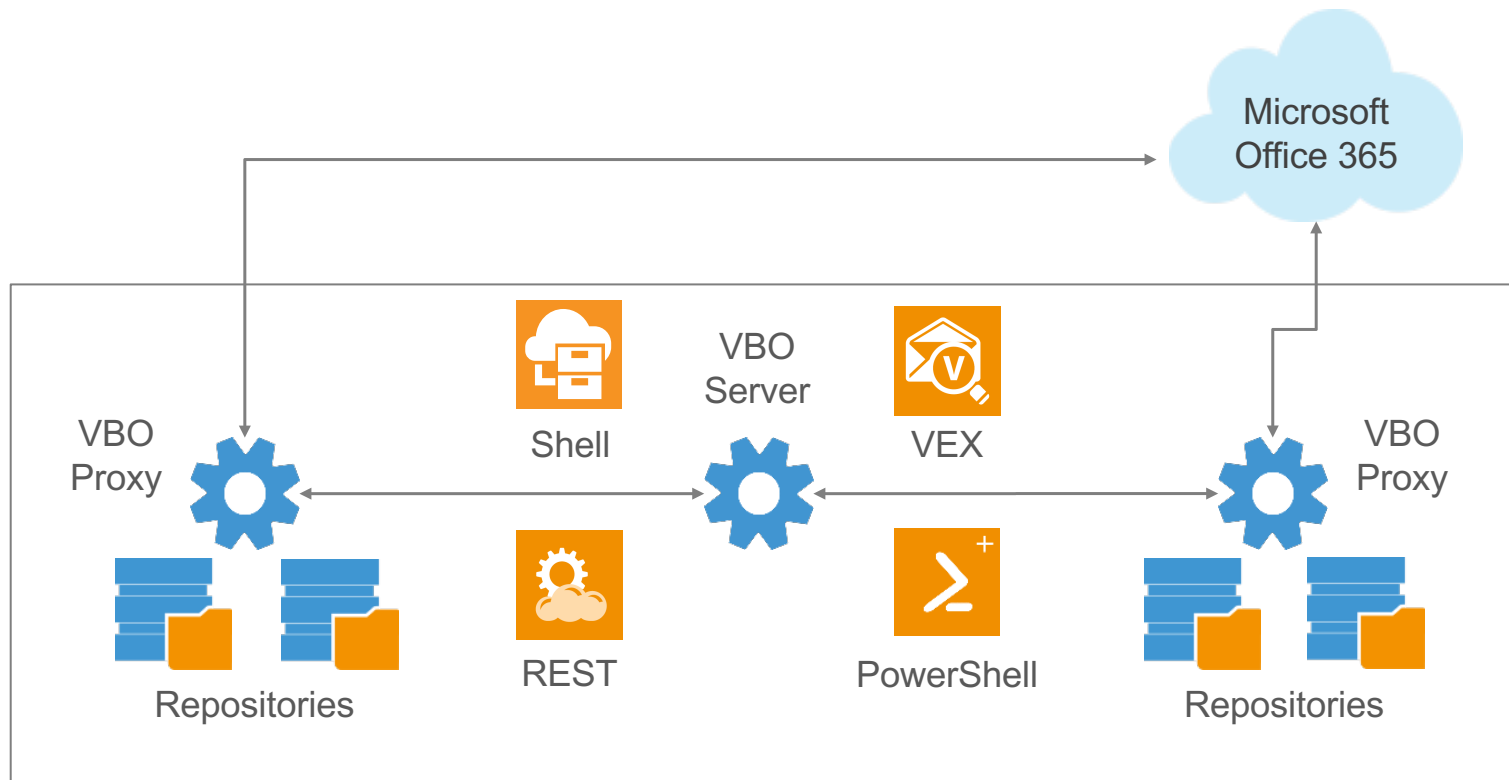 Microsoft
Office 365
VBO
Server
V
Shell
VEX
VBO
Proxy
VBO
Proxy
REST
PowerShell
Repositories
Repositories